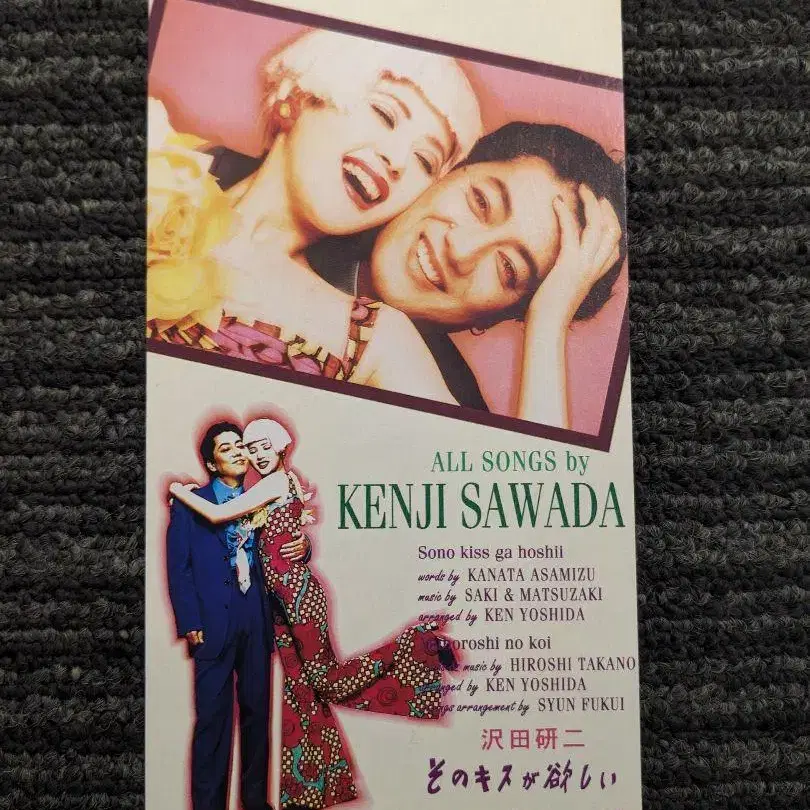 ALL SONGS by
KENJI SAWADA
Sono kiss ga hoshii
words by KANATA ASAMIZU
music by SAKI & MATSUZAKI
arranged by KEN YOSHIDA
no koi
music by HIROSHI TAKANO
by KEN YOSHIDA
arrangement by SYUN FUKUI
沢田研二
そのキスが欲しい